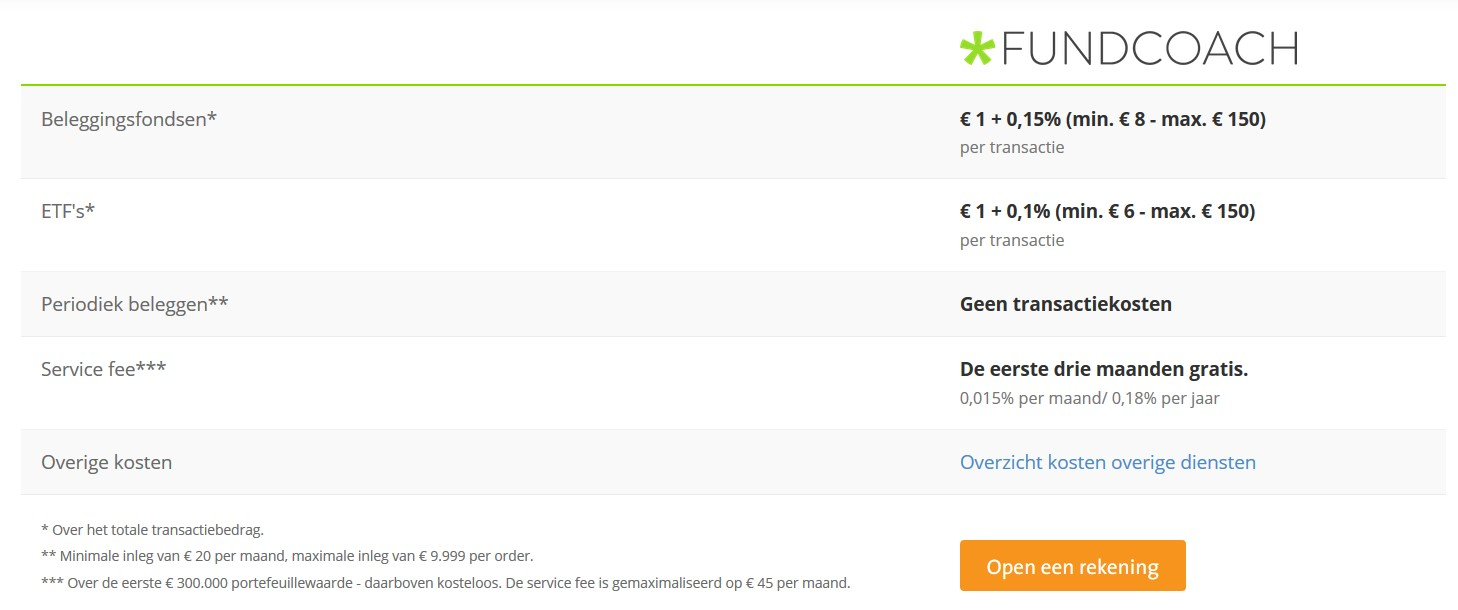 FUNDCOACH
Beleggingsfondsen*
€ 1 + 0,15% (min. € 8 - max. € 150)
per transactie
ETF's*
€ 1 + 0,1% (min. € 6 - max. € 150)
per transactie
Periodiek beleggen**
Geen transactiekosten
Service fee***
De eerste drie maanden gratis.
0,015% per maand/ 0,18% per jaar
Overige kosten
Overzicht kosten overige diensten
* Over het totale transactiebedrag.
** Minimale inleg van € 20 per maand, maximale inleg van € 9.999 per order.
*** Over de eerste € 300.000 portefeuillewaarde - daarboven kosteloos. De service fee is gemaximaliseerd op € 45 per maand.
Open een rekening